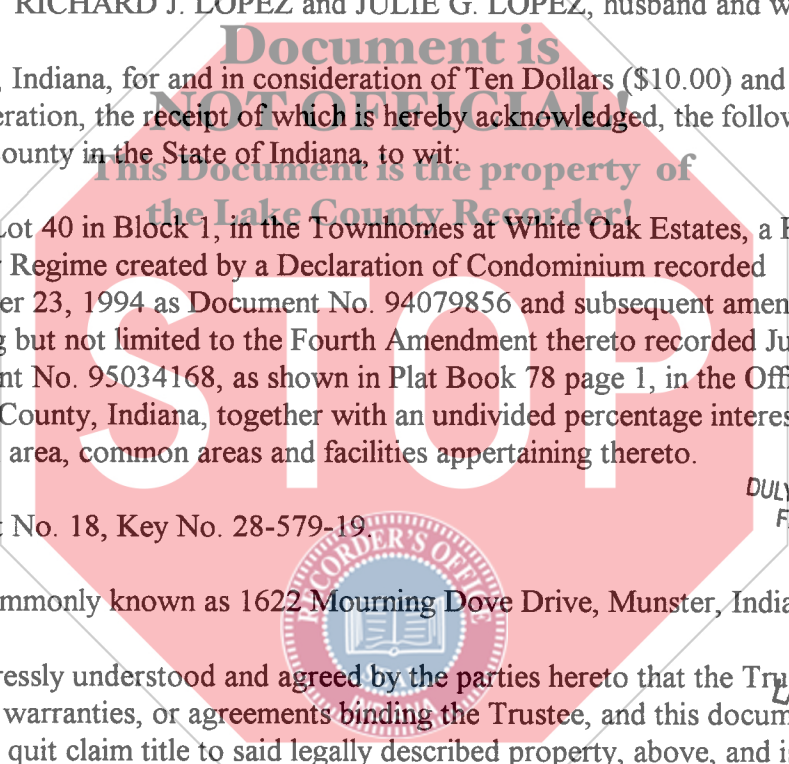 RICHARD J. LOPEZ and JULIE G. LOPEZ, husband and w
Document is
, Indiana, for and in consideration of Ten Dollars ($10.00) and
NOT OFFICIAL!
eration, the receipt of which is hereby acknowledged, the follow
ounty in the State of Indiana, to wit:
This Document is the property of
the Lake County Recorder!
Lot 40 in Block 1, in the Townhomes at White Oak Estates, a
Regime created by a Declaration of Condominium recorded
er 23, 1994 as Document No. 94079856 and subsequent amen
g but not limited to the Fourth Amendment thereto recorded Ju
nt No. 95034168, as shown in Plat Book 78 page 1, in the Offi
County, Indiana, together with an undivided percentage interes
area, common areas and facilities appertaining thereto.
STOP
DULY
F
No. 18, Key No. 28-579-19.
RECORDER'S OFFICE
mmonly known as 1622 Mourning Dove Drive, Munster, India
ressly understood and agreed by the parties hereto that the Tru
INDIANA
warranties, or agreements binding the Trustee, and this docum
quit claim title to said legally described property, above, and i